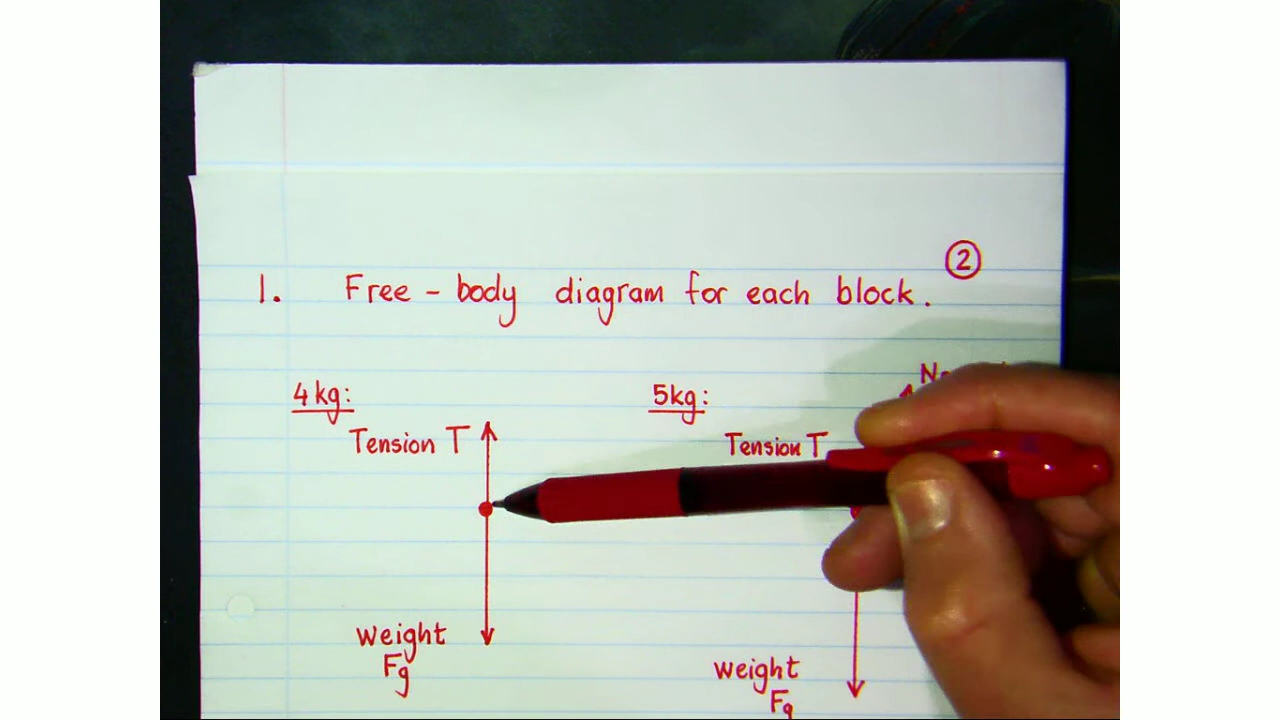 2
1. Free - body diagram for each block.
4kg: 5kg:
Tension T Tension T
weight
Fg
weight
Fg